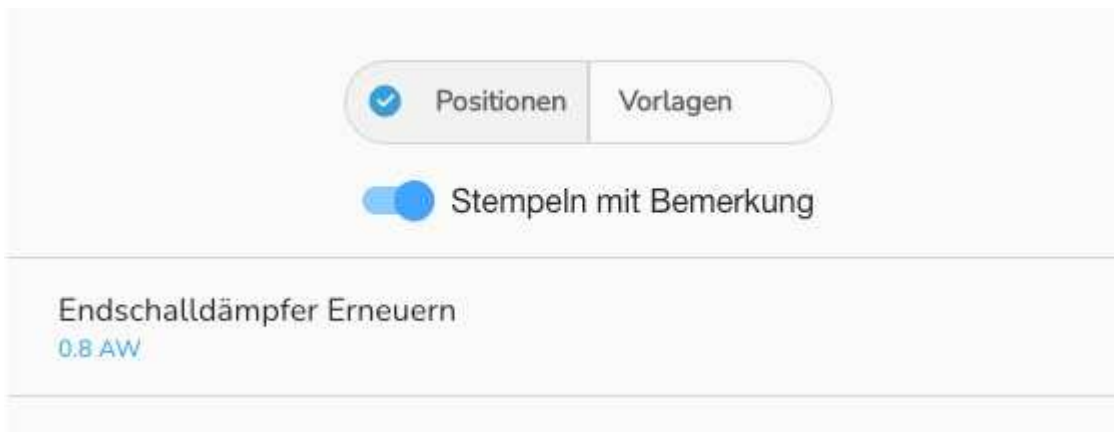 Positionen Vorlagen
Stempeln mit Bemerkung
Endschalldämpfer Erneuern
0.8 AW